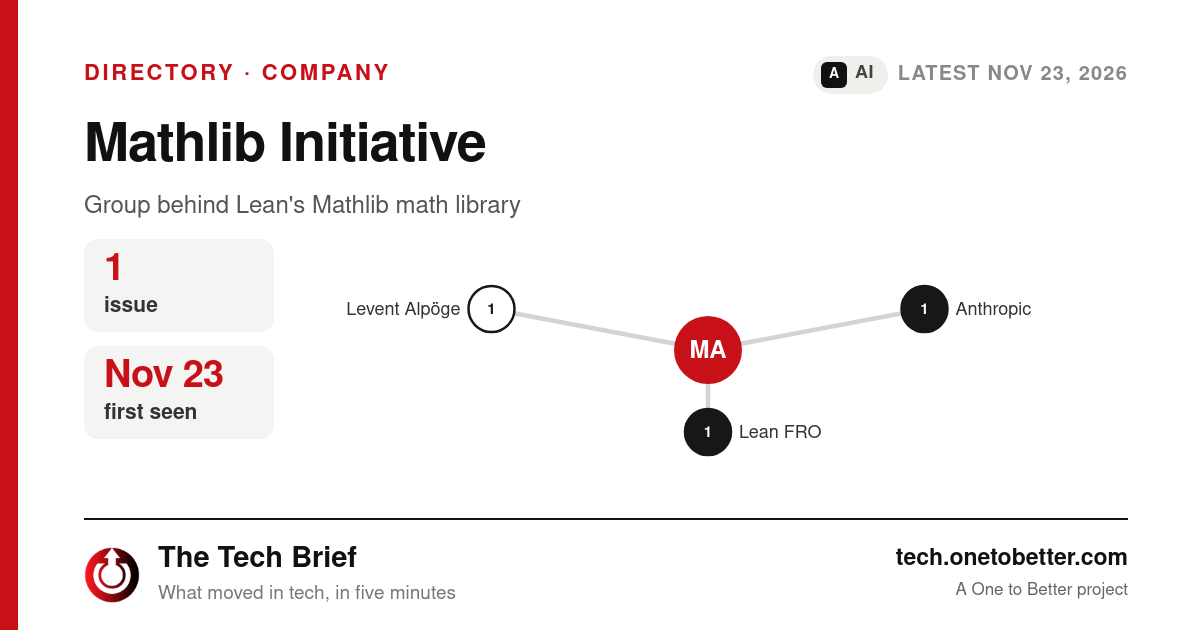 DIRECTORY · COMPANY
A AI LATEST NOV 23, 2026
Mathlib Initiative
Group behind Lean's Mathlib math library
1
issue
Nov 23
first seen
Levent Alpöge 1
MA
1 Anthropic
1 Lean FRO
The Tech Brief
What moved in tech, in five minutes
tech.onetobetter.com
A One to Better project